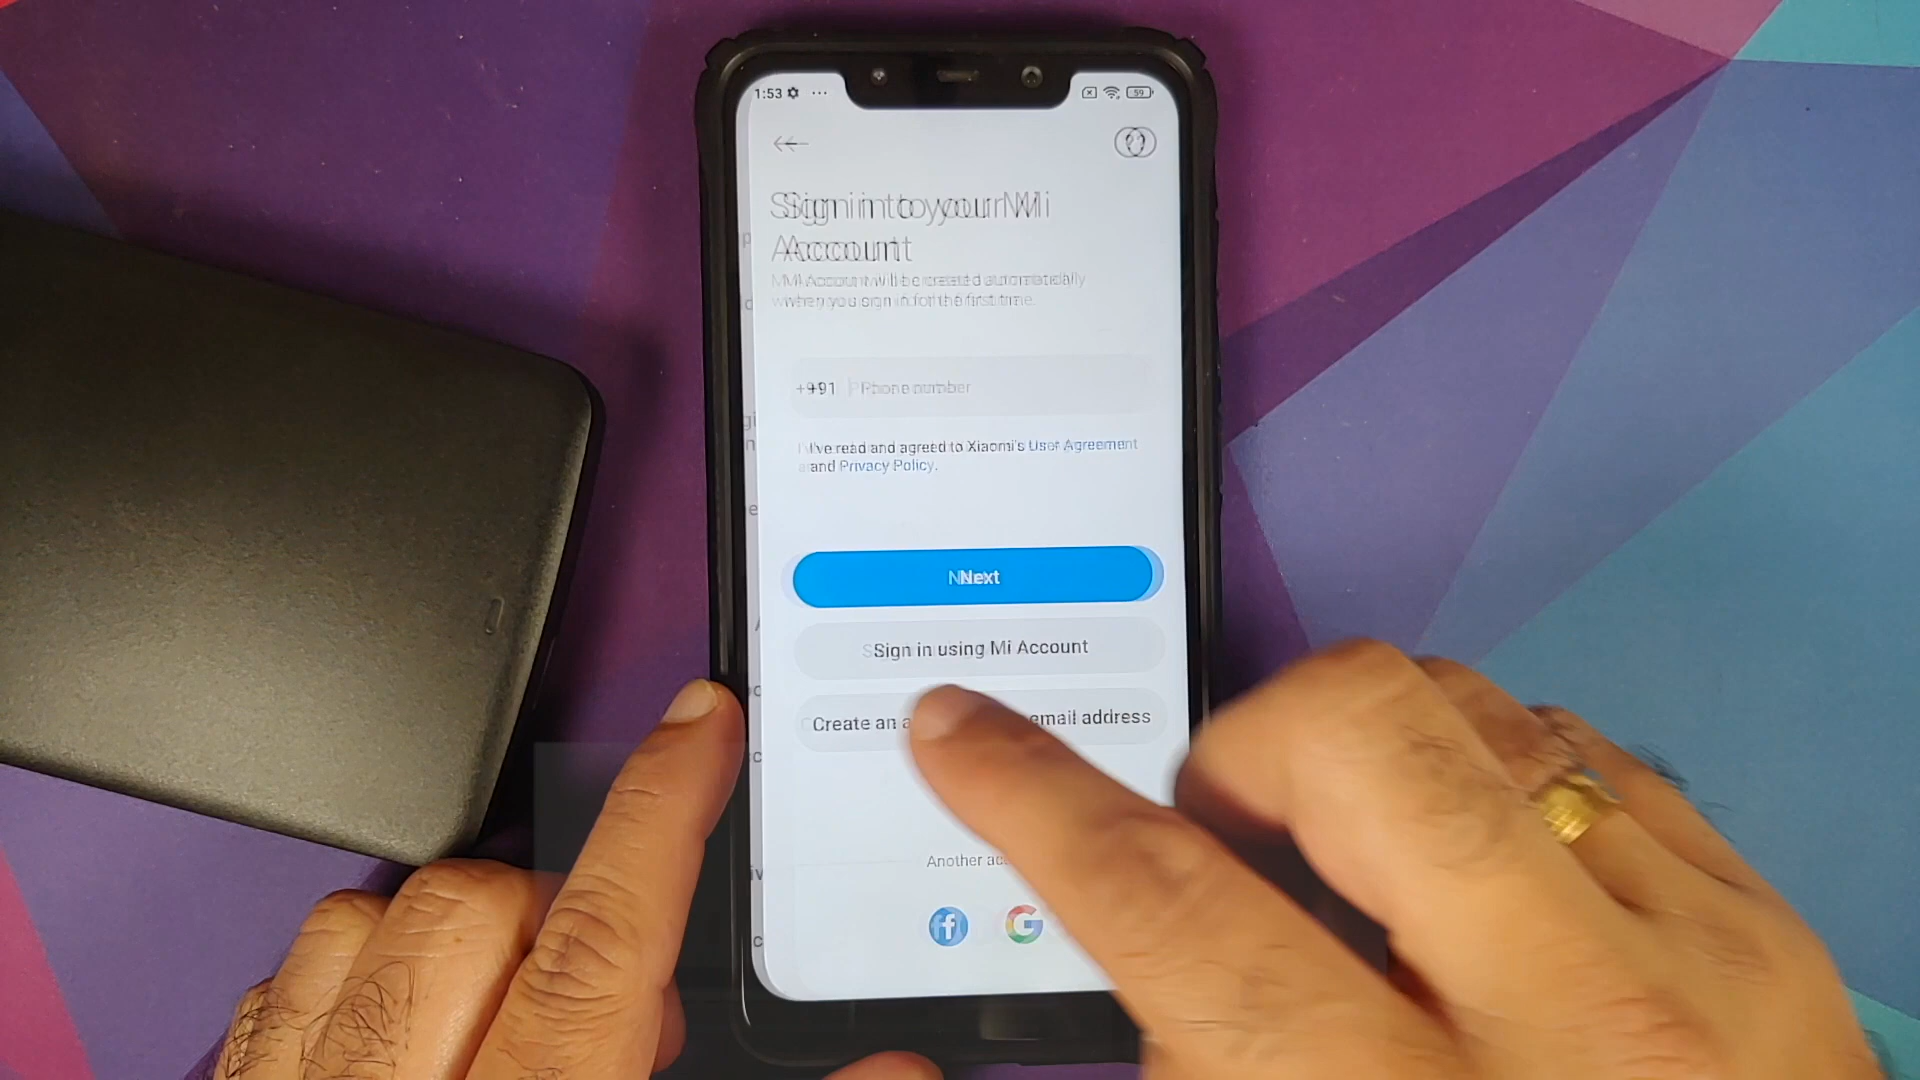 1:53
59
Sign in to your Mi
Account
Mi Account will be created automatically
when you sign in for the first time.
+91 Phone number
I've read and agreed to Xiaomi's User Agreement
and Privacy Policy.
Next
Sign in using Mi Account
Create an email address
Another
f G